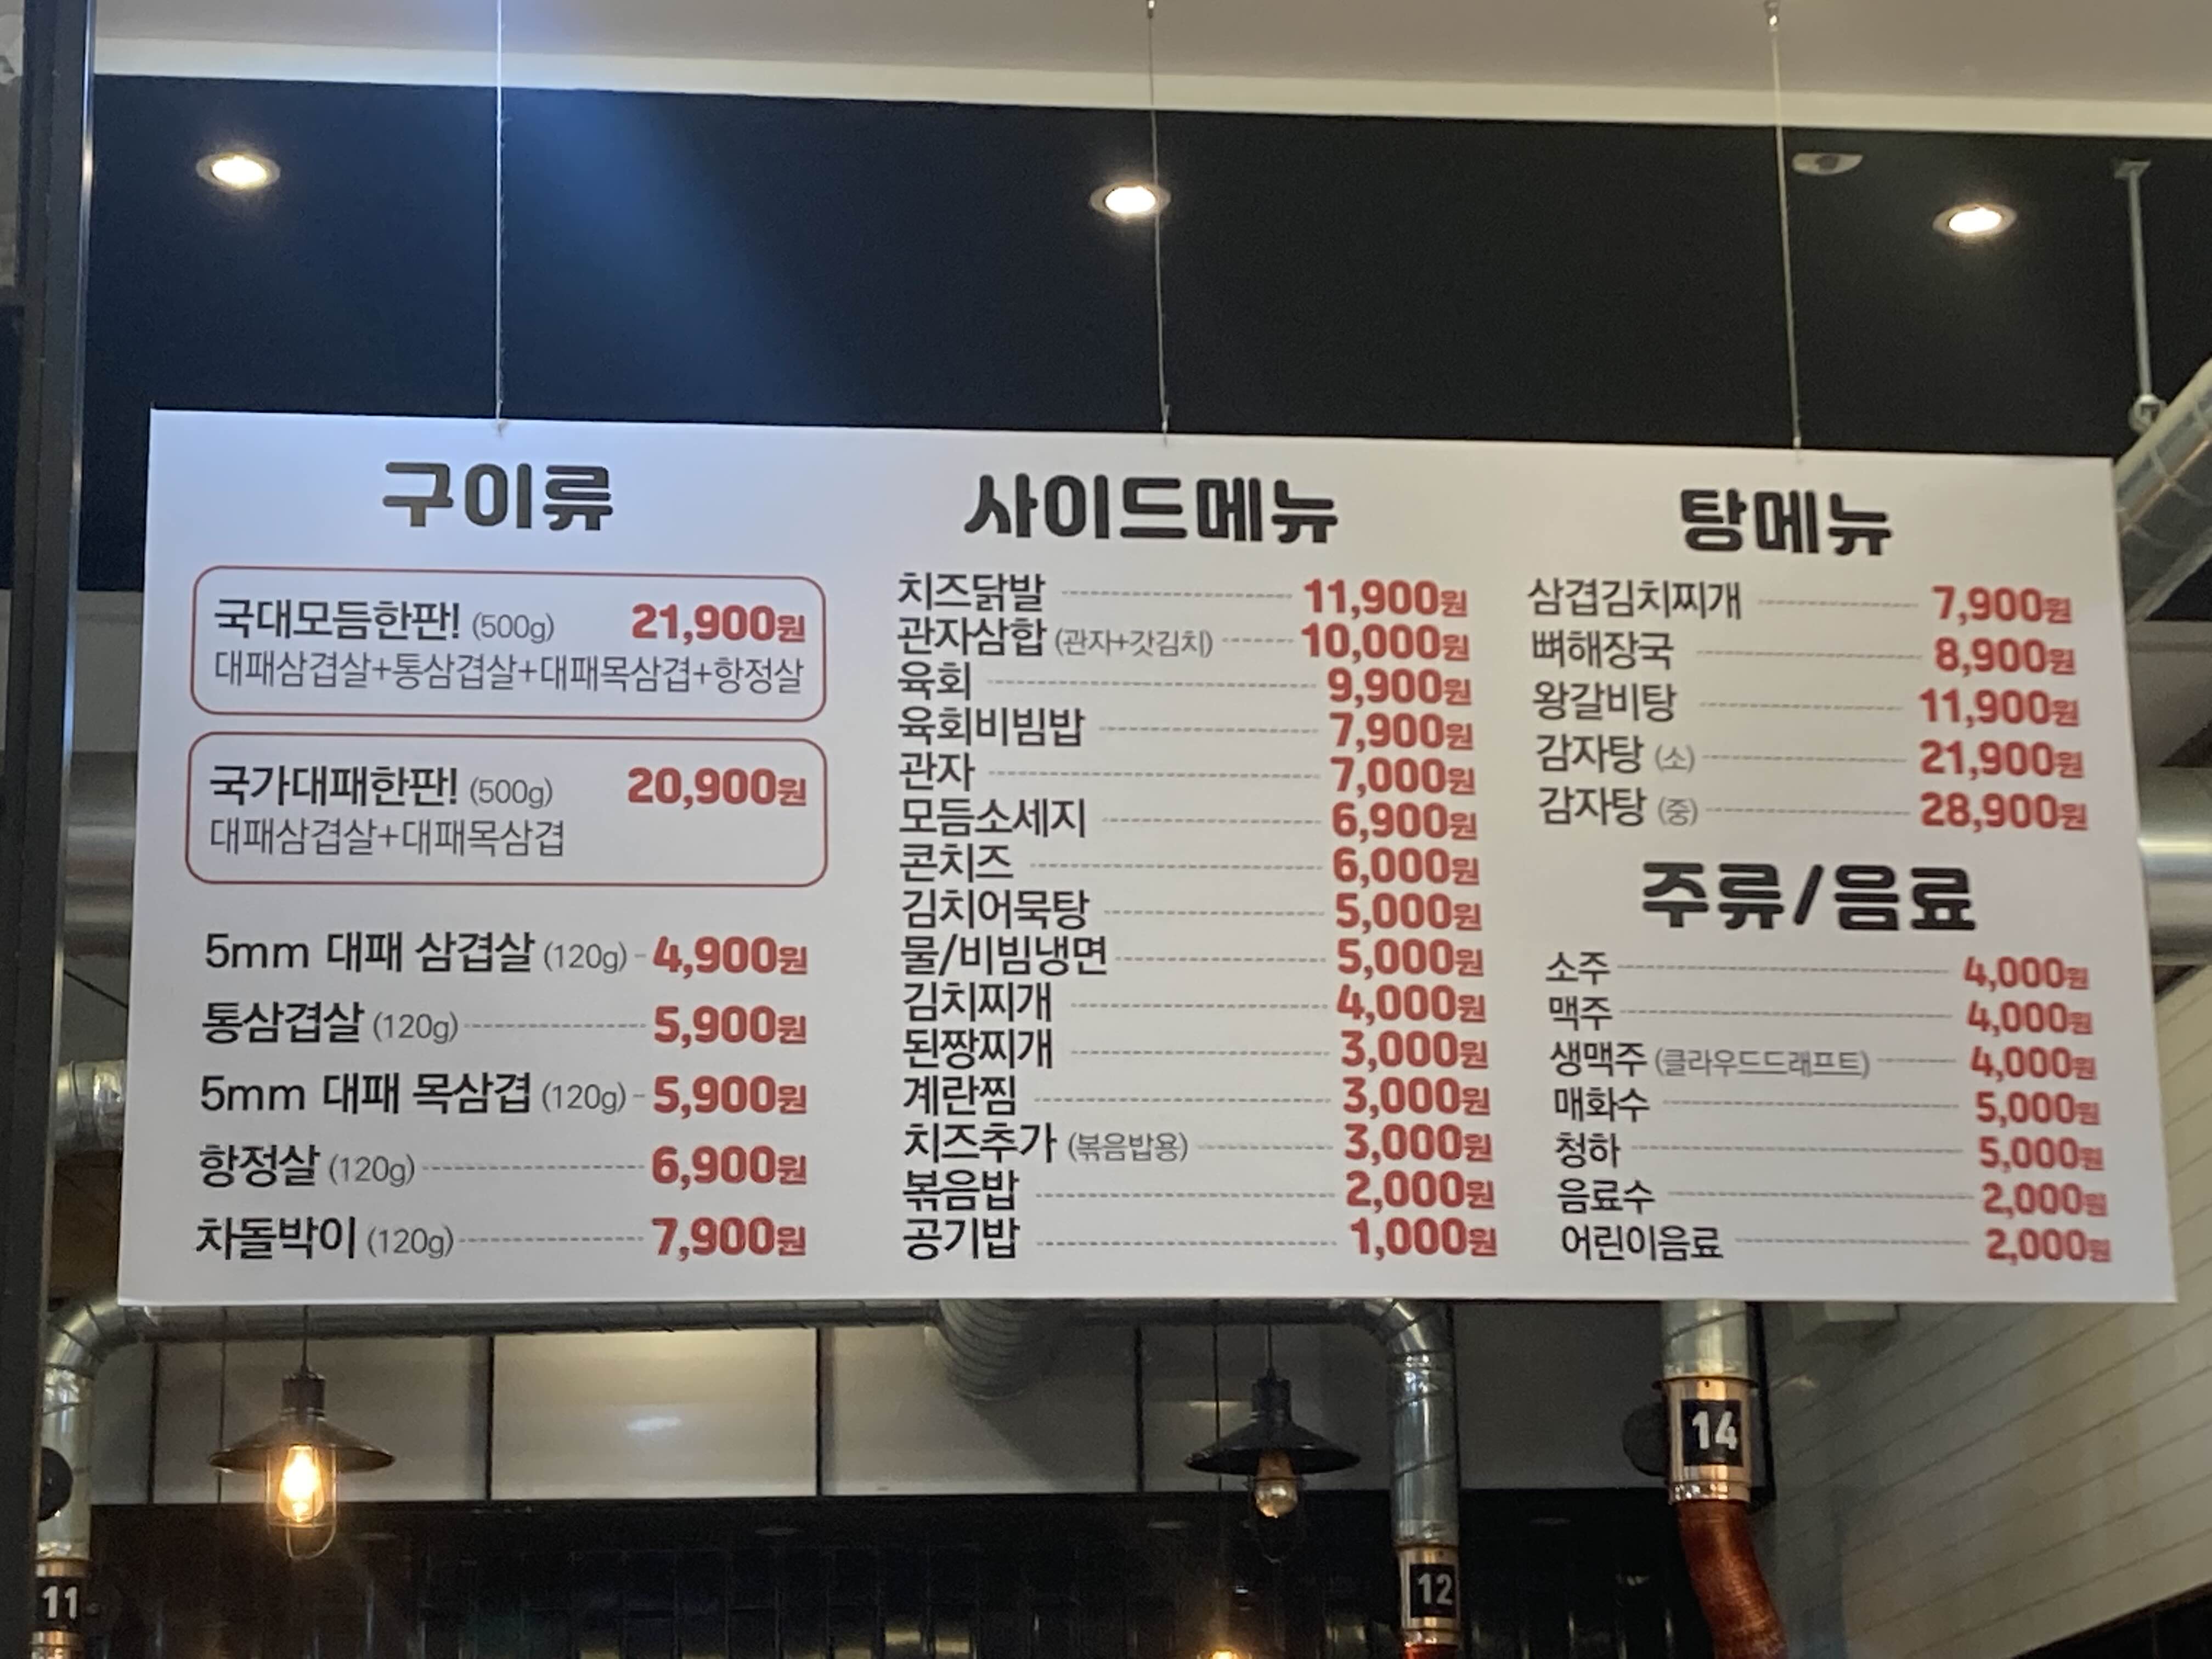 구이류
국대모듬한판! (500g) 21,900원
대패삼겹살+통삼겹살+대패목삼겹+항정살
국가대패한판! (500g) 20,900원
대패삼겹살+대패목삼겹
5mm 대패 삼겹살 (120g) 4,900원
통삼겹살 (120g) 5,900원
5mm 대패 목삼겹 (120g) 5,900원
항정살 (120g) 6,900원
차돌박이 (120g) 7,900원
사이드메뉴
치즈닭발 11,900원
관자삼합 (관자+갓김치) 10,000원
육회 9,900원
육회비빔밥 7,900원
관자 7,000원
모듬소세지 6,900원
콘치즈 6,000원
김치어묵탕 5,000원
물/비빔냉면 5,000원
김치찌개 4,000원
된짱찌개 3,000원
계란찜 3,000원
치즈추가 (볶음밥용) 3,000원
볶음밥 2,000원
공기밥 1,000원
탕메뉴
삼겹김치찌개 7,900원
뼈해장국 8,900원
왕갈비탕 11,900원
감자탕 (소) 21,900원
감자탕 (중) 28,900원
주류/음료
소주 4,000원
맥주 4,000원
생맥주 (클라우드드래프트) 4,000원
매화수 5,000원
청하 5,000원
음료수 2,000원
어린이음료 2,000원
11
12
14